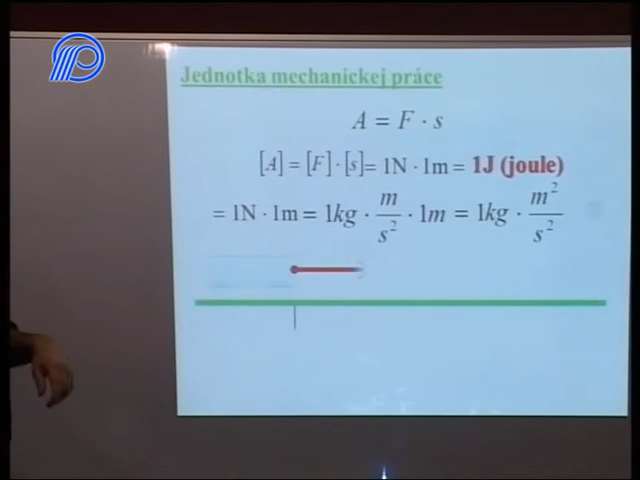 Jednotka mechanickej práce
A = F · s
[A] = [F] · [s] = 1N · 1m = 1J (joule)
= 1N · 1m = 1kg · m/s² · 1m = 1kg · m²/s²